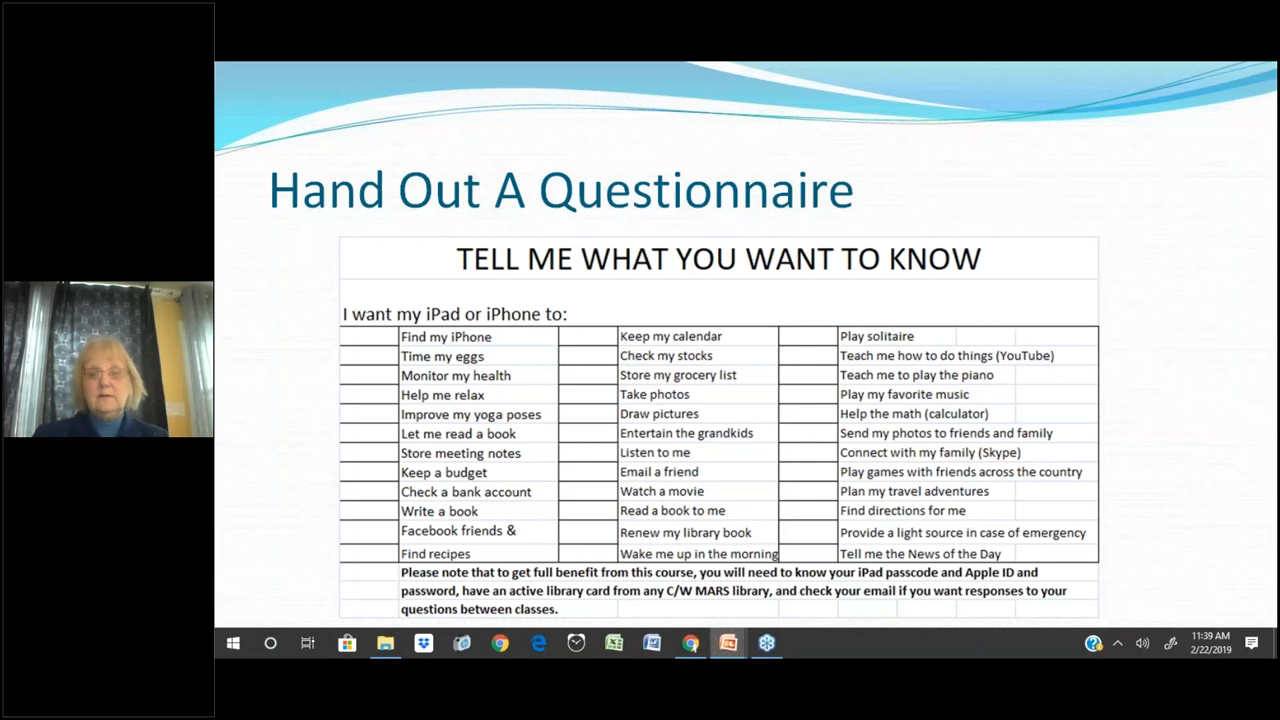 Hand Out A Questionnaire
TELL ME WHAT YOU WANT TO KNOW
I want my iPad or iPhone to:
Find my iPhone Keep my calendar Play solitaire
Time my eggs Check my stocks Teach me how to do things (YouTube)
Monitor my health Store my grocery list Teach me to play the piano
Help me relax Take photos Play my favorite music
Improve my yoga poses Draw pictures Help the math (calculator)
Let me read a book Entertain the grandkids Send my photos to friends and family
Store meeting notes Listen to me Connect with my family (Skype)
Keep a budget Email a friend Play games with friends across the country
Check a bank account Watch a movie Plan my travel adventures
Write a book Read a book to me Find directions for me
Facebook friends & Renew my library book Provide a light source in case of emergency
Find recipes Wake me up in the morning Tell me the News of the Day
Please note that to get full benefit from this course, you will need to know your iPad passcode and Apple ID and
password, have an active library card from any C/W MARS library, and check your email if you want responses to your
questions between classes.
11:39 AM
2/22/2019